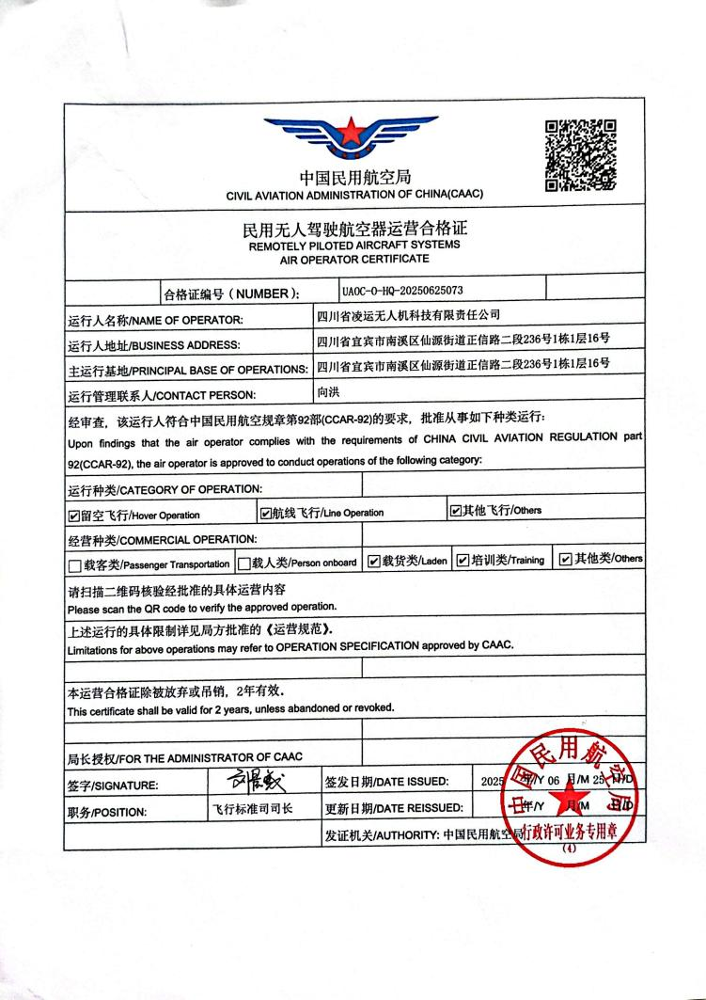 中国民用航空局
CIVIL AVIATION ADMINISTRATION OF CHINA(CAAC)
民用无人驾驶航空器运营合格证
REMOTELY PILOTED AIRCRAFT SYSTEMS
AIR OPERATOR CERTIFICATE
合格证编号（NUMBER）: UAOC-O-HQ-20250625073
运行人名称/NAME OF OPERATOR: 四川省凌运无人机科技有限责任公司
运行人地址/BUSINESS ADDRESS: 四川省宜宾市南溪区仙源街道正信路二段236号1栋1层16号
主运行基地/PRINCIPAL BASE OF OPERATIONS: 四川省宜宾市南溪区仙源街道正信路二段236号1栋1层16号
运行管理联系人/CONTACT PERSON: 向洪
经审查，该运行人符合中国民用航空规章第92部(CCAR-92)的要求，批准从事如下种类运行:
Upon findings that the air operator complies with the requirements of CHINA CIVIL AVIATION REGULATION part
92(CCAR-92), the air operator is approved to conduct operations of the following category:
运行种类/CATEGORY OF OPERATION:
☑留空飞行/Hover Operation ☑航线飞行/Line Operation ☑其他飞行/Others
经营种类/COMMERCIAL OPERATION:
☐载客类/Passenger Transportation ☐载人类/Person onboard ☑载货类/Laden ☑培训类/Training ☑其他类/Others
请扫描二维码核验经批准的具体运营内容
Please scan the QR code to verify the approved operation.
上述运行的具体限制详见局方批准的《运营规范》.
Limitations for above operations may refer to OPERATION SPECIFICATION approved by CAAC.
本运营合格证除被放弃或吊销，2年有效.
This certificate shall be valid for 2 years, unless abandoned or revoked.
局长授权/FOR THE ADMINISTRATOR OF CAAC
签字/SIGNATURE: 签发日期/DATE ISSUED: 2025 年/Y 06 月/M 25 日/D
职务/POSITION: 飞行标准司司长 更新日期/DATE REISSUED: 年/Y 月/M 日/D
发证机关/AUTHORITY: 中国民用航空局
中国民用航空局
行政许可业务专用章
(4)